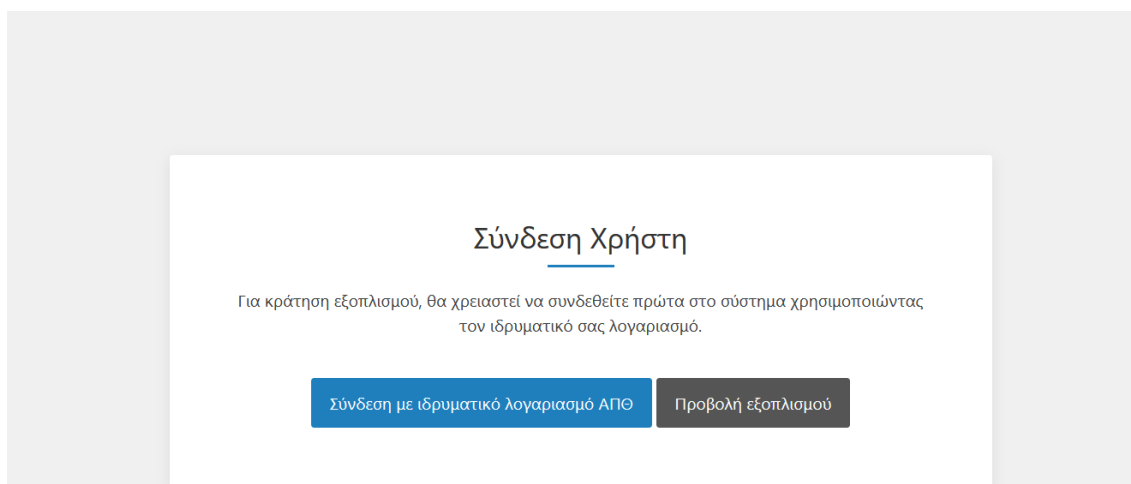 Σύνδεση Χρήστη
Για κράτηση εξοπλισμού, θα χρειαστεί να συνδεθείτε πρώτα στο σύστημα χρησιμοποιώντας
τον ιδρυματικό σας λογαριασμό.
Σύνδεση με ιδρυματικό λογαριασμό ΑΠΘ Προβολή εξοπλισμού